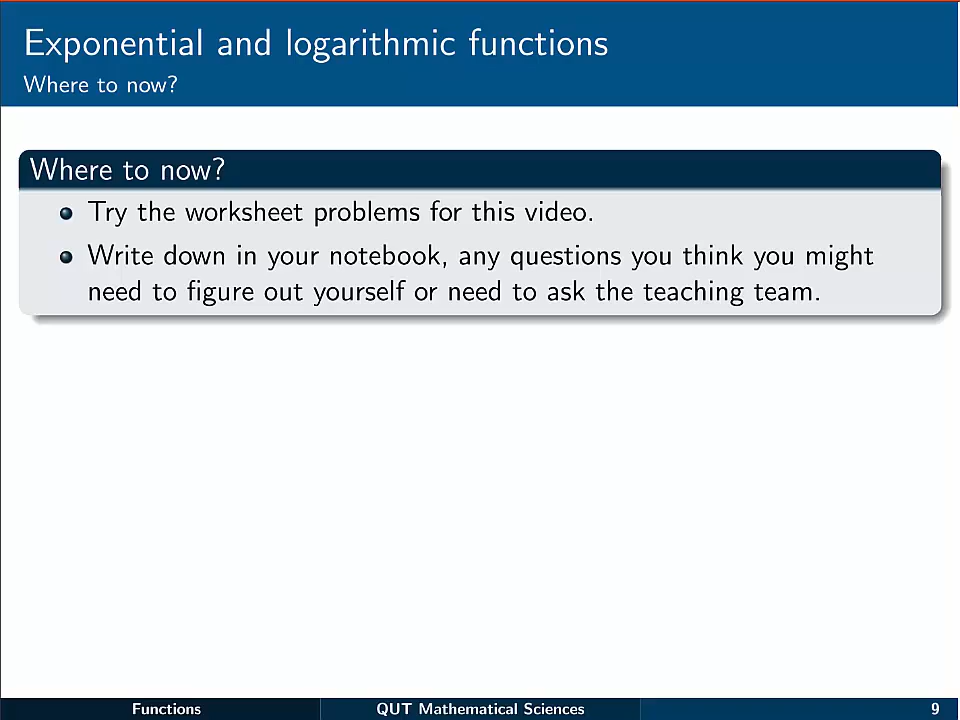 Exponential and logarithmic functions
Where to now?
Where to now?
Try the worksheet problems for this video.
Write down in your notebook, any questions you think you might
need to figure out yourself or need to ask the teaching team.
Functions
QUT Mathematical Sciences
9